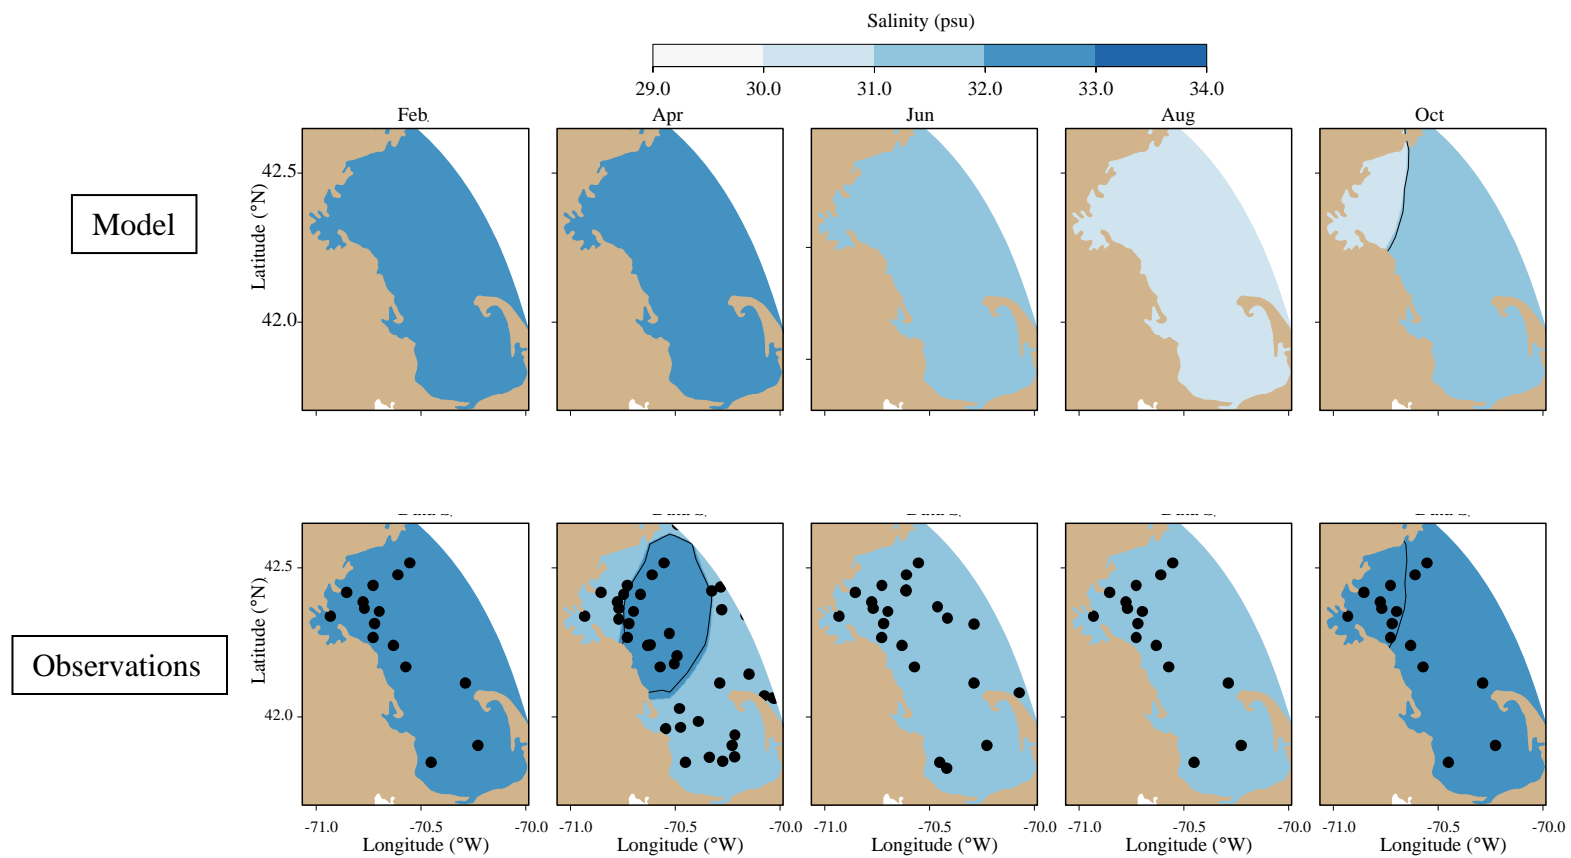 Salinity (psu)
29.0 30.0 31.0 32.0 33.0 34.0
Feb Apr Jun Aug Oct
Model
42.5
42.0
Latitude (°N)
Observations
42.5
42.0
Latitude (°N)
-71.0 -70.5 -70.0 -71.0 -70.5 -70.0 -71.0 -70.5 -70.0 -71.0 -70.5 -70.0 -71.0 -70.5 -70.0
Longitude (°W) Longitude (°W) Longitude (°W) Longitude (°W) Longitude (°W)